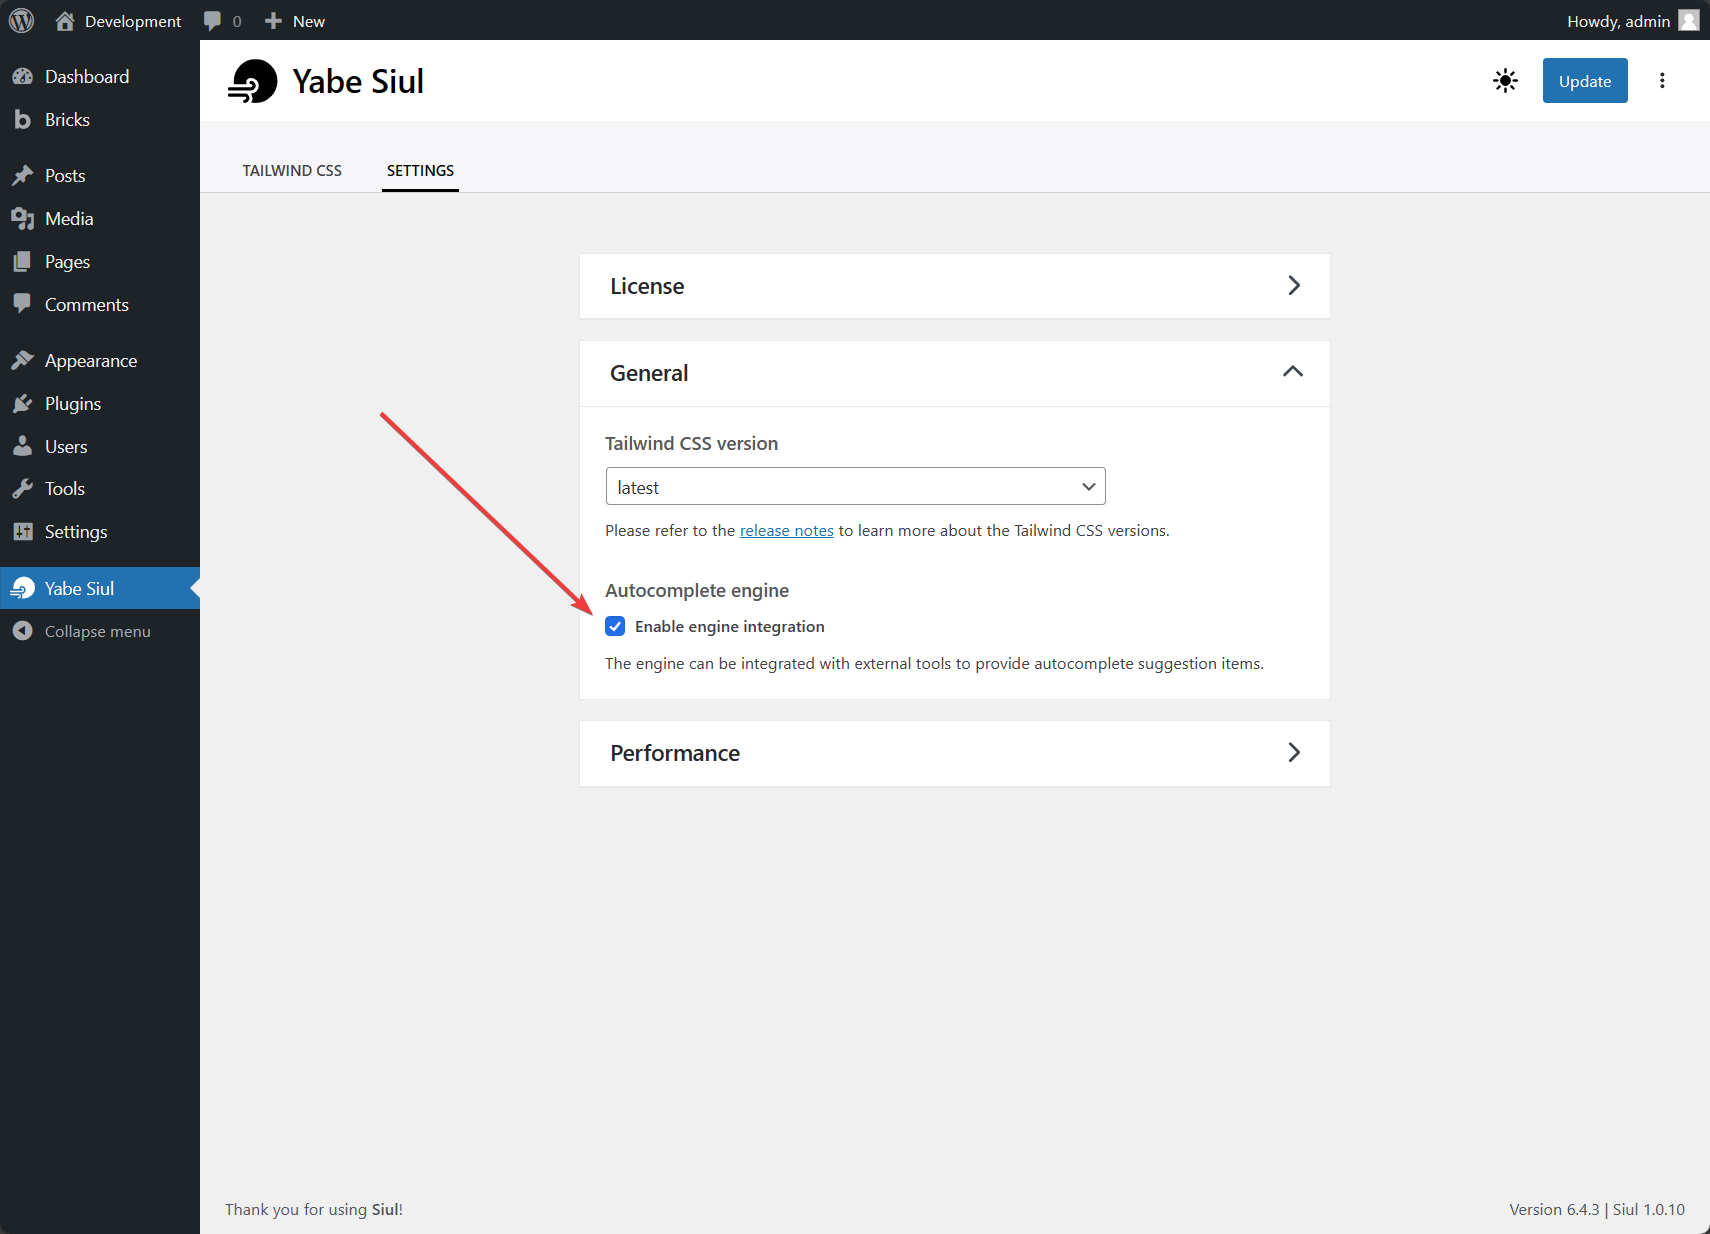 Development
0
New
Howdy, admin
Dashboard
Bricks
Posts
Media
Pages
Comments
Appearance
Plugins
Users
Tools
Settings
Yabe Siul
Collapse menu
Yabe Siul
Update
TAILWIND CSS
SETTINGS
License
General
Tailwind CSS version
latest
Please refer to the release notes to learn more about the Tailwind CSS versions.
Autocomplete engine
Enable engine integration
The engine can be integrated with external tools to provide autocomplete suggestion items.
Performance
Thank you for using Siul!
Version 6.4.3 | Siul 1.0.10